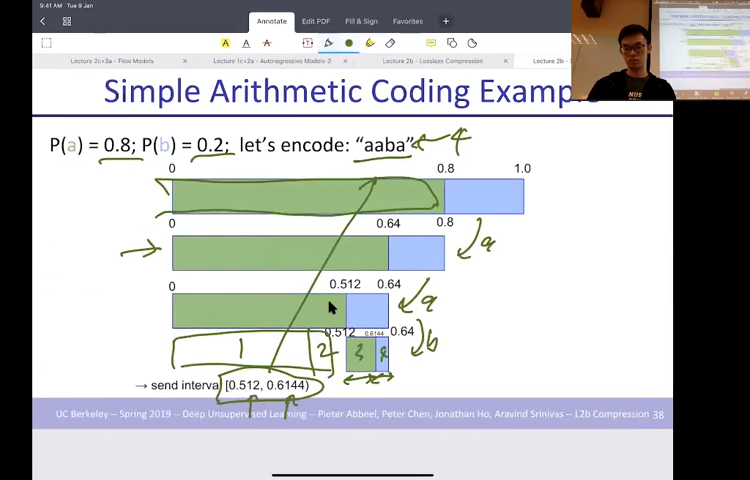 9:41 AM Tue 9 Jan
Annotate Edit PDF Fill & Sign Favorites +
Lecture 2c+3a - Flow Models
Lecture 1c+2a - Autoregressive Models-2
Lecture 2b - Lossless Compression
Lecture 2b - Loss
Simple Arithmetic Coding Examp
P(a) = 0.8; P(b) = 0.2; let's encode: "aaba" 4
0 0.8 1.0
0 0.64 0.8
a
0 0.512 0.64
a
0.512 0.6144 0.64
b
1 2 3
→ send interval [0.512, 0.6144)
UC Berkeley -- Spring 2019 -- Deep Unsupervised Learning -- Pieter Abbeel, Peter Chen, Jonathan Ho, Aravind Srinivas -- L2b Compression 38